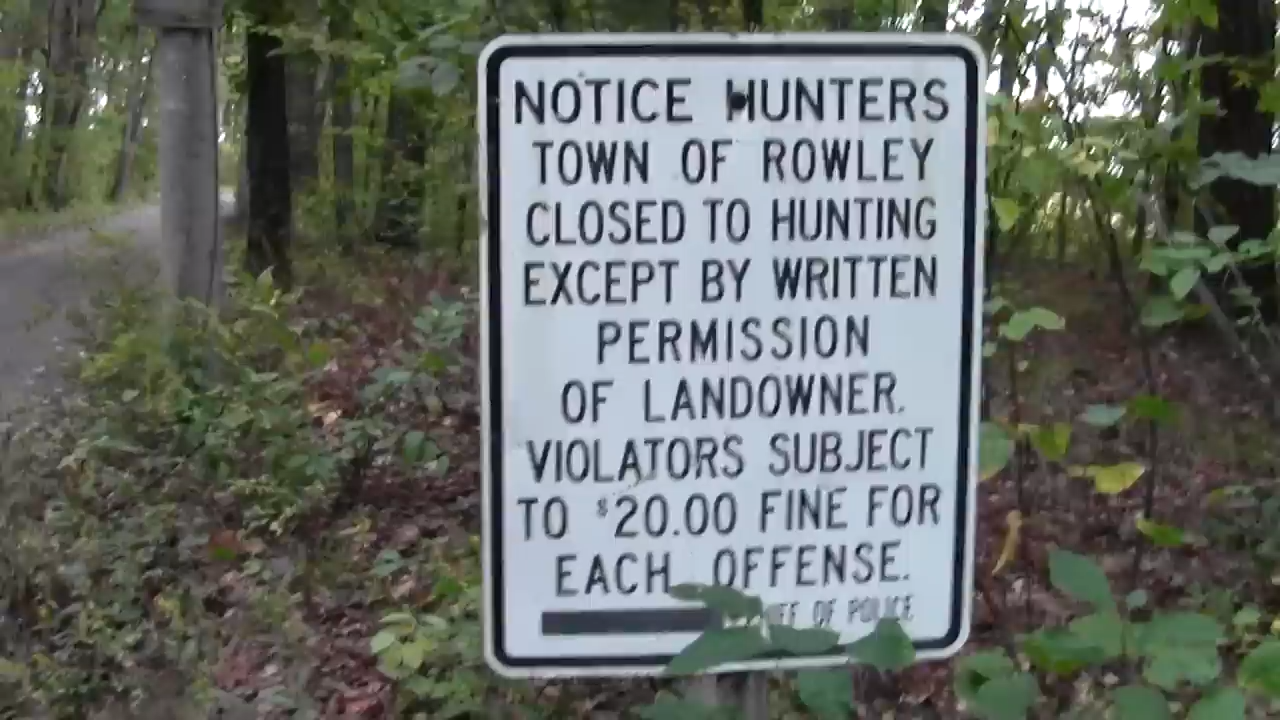 NOTICE HUNTERS
TOWN OF ROWLEY
CLOSED TO HUNTING
EXCEPT BY WRITTEN
PERMISSION
OF LANDOWNER.
VIOLATORS SUBJECT
TO $20.00 FINE FOR
EACH OFFENSE.
OF POLICE